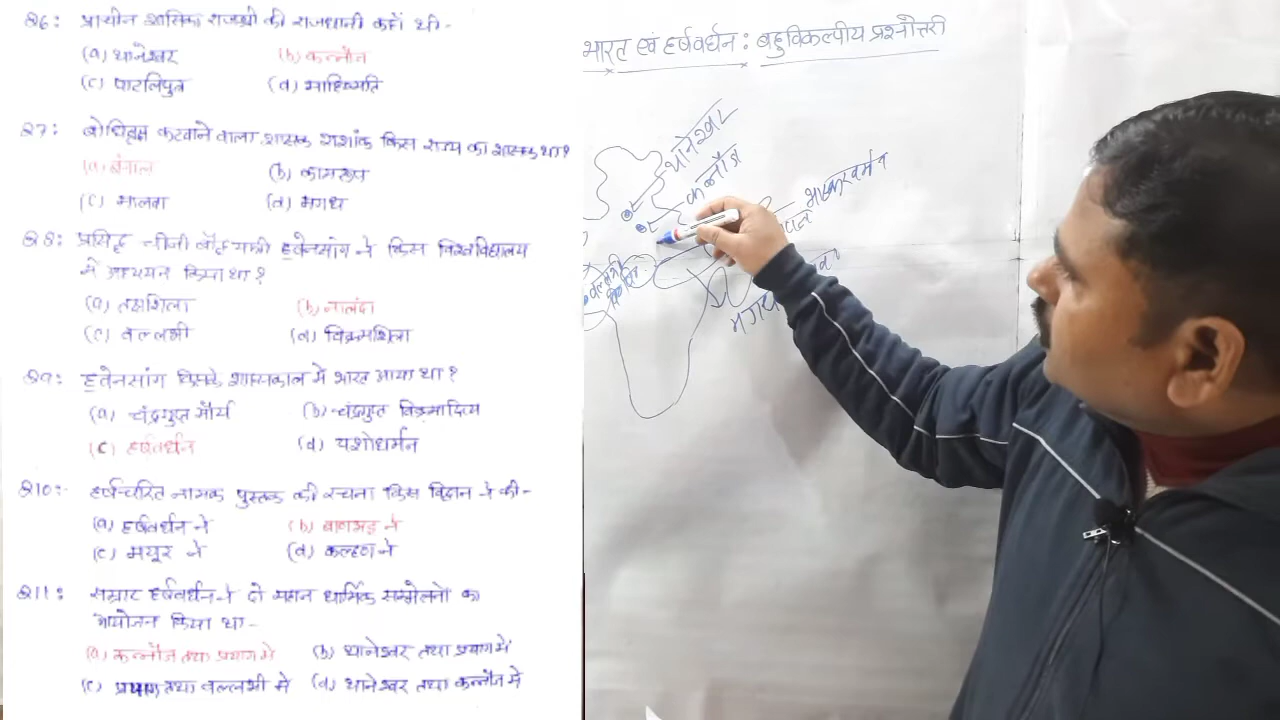 Q6: प्राचीन शासिका राजश्री की राजधानी कहाँ थी -
(a) थानेश्वर (b) कन्नौज
(c) पाटलिपुत्र (d) माहिष्मति
Q7: बोधिवृक्ष कटवाने वाला शासक शशांक किस राज्य का शासक था?
(a) बंगाल (b) कामरूप
(c) मालवा (d) मगध
Q8: प्रसिद्ध चीनी बौद्ध यात्री ह्वेनसांग ने किस विश्वविद्यालय
में अध्ययन किया था?
(a) तक्षशिला (b) नालंदा
(c) वल्लभी (d) विक्रमशिला
Q9: ह्वेनसांग किसके शासनकाल में भारत आया था?
(a) चंद्रगुप्त मौर्य (b) चंद्रगुप्त विक्रमादित्य
(c) हर्षवर्धन (d) यशोधर्मन
Q10:- हर्षचरित नामक पुस्तक की रचना किस विद्वान ने की -
(a) हर्षवर्धन ने (b) बाणभट्ट ने
(c) मयूर ने (d) कल्हण ने
Q11: सम्राट हर्षवर्धन ने दो महान धार्मिक सम्मेलनों का
आयोजन किया था -
(a) कन्नौज तथा प्रयाग में (b) थानेश्वर तथा प्रयाग में
(c) प्रयाग तथा वल्लभी में (d) थानेश्वर तथा कन्नौज में
भारत एवं हर्षवर्धन : बहुविकल्पीय प्रश्नोत्तरी
थानेश्वर
कन्नौज
भास्करवर्मन
वल्लभी